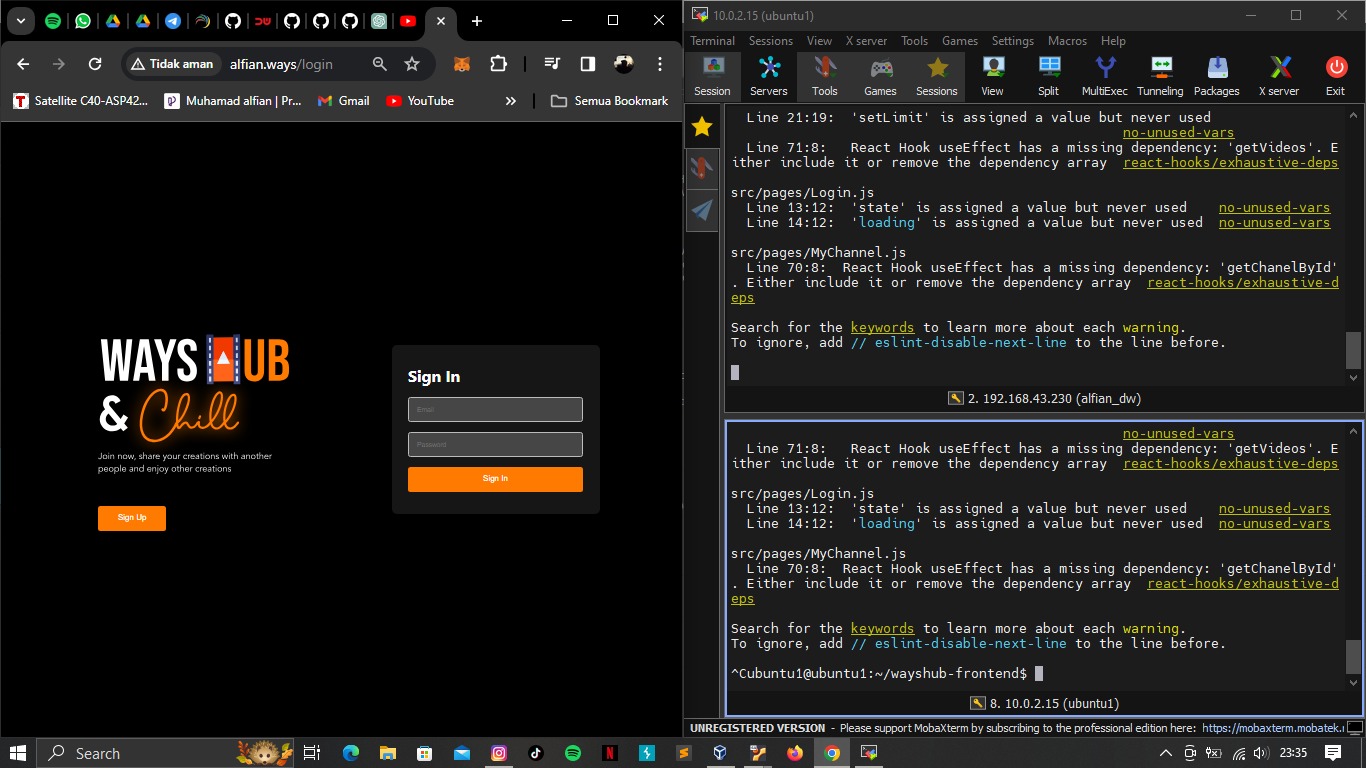 Tidak aman
alfian.ways/login
Satellite C40-ASP42...
Muhamad alfian | Pr...
Gmail
YouTube
»
Semua Bookmark
WAYS HUB
& Chill
Join now, share your creations with another
people and enjoy other creations
Sign Up
Sign In
Email
Password
Sign In
10.0.2.15 (ubuntu1)
Terminal Sessions View X server Tools Games Settings Macros Help
Session Servers Tools Games Sessions View Split MultiExec Tunneling Packages X server Exit
Line 21:19: 'setLimit' is assigned a value but never used
no-unused-vars
Line 71:8: React Hook useEffect has a missing dependency: 'getVideos'. E
ither include it or remove the dependency array react-hooks/exhaustive-deps
src/pages/Login.js
Line 13:12: 'state' is assigned a value but never used no-unused-vars
Line 14:12: 'loading' is assigned a value but never used no-unused-vars
src/pages/MyChannel.js
Line 70:8: React Hook useEffect has a missing dependency: 'getChanelById'
. Either include it or remove the dependency array react-hooks/exhaustive-d
eps
Search for the keywords to learn more about each warning.
To ignore, add // eslint-disable-next-line to the line before.
2. 192.168.43.230 (alfian_dw)
no-unused-vars
Line 71:8: React Hook useEffect has a missing dependency: 'getVideos'. E
ither include it or remove the dependency array react-hooks/exhaustive-deps
src/pages/Login.js
Line 13:12: 'state' is assigned a value but never used no-unused-vars
Line 14:12: 'loading' is assigned a value but never used no-unused-vars
src/pages/MyChannel.js
Line 70:8: React Hook useEffect has a missing dependency: 'getChanelById'
. Either include it or remove the dependency array react-hooks/exhaustive-d
eps
Search for the keywords to learn more about each warning.
To ignore, add // eslint-disable-next-line to the line before.
^Cubuntu1@ubuntu1:~/wayshub-frontend$
8. 10.0.2.15 (ubuntu1)
UNREGISTERED VERSION - Please support MobaXterm by subscribing to the professional edition here: https://mobaxterm.mobatek.
Search
23:35